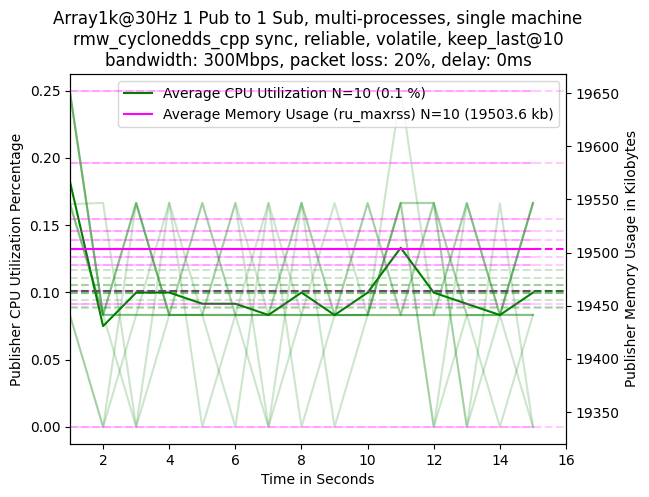 Array1k@30Hz 1 Pub to 1 Sub, multi-processes, single machine
rmw_cyclonedds_cpp sync, reliable, volatile, keep_last@10
bandwidth: 300Mbps, packet loss: 20%, delay: 0ms
Average CPU Utilization N=10 (0.1 %)
Average Memory Usage (ru_maxrss) N=10 (19503.6 kb)
Publisher CPU Utilization Percentage
0.25
0.20
0.15
0.10
0.05
0.00
19650
19600
19550
19500
19450
19400
19350
Publisher Memory Usage in Kilobytes
2 4 6 8 10 12 14 16
Time in Seconds